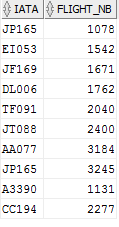 IATA FLIGHT_NB
JP165 1078
EI053 1542
JF169 1671
DL006 1762
TF091 2040
JT088 2400
AA077 3184
JP165 3245
A3390 1131
CC194 2277